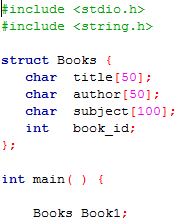 #include <stdio.h>
#include <string.h>

struct Books {
   char  title[50];
   char  author[50];
   char  subject[100];
   int   book_id;
};

int main( ) {

    Books Book1;